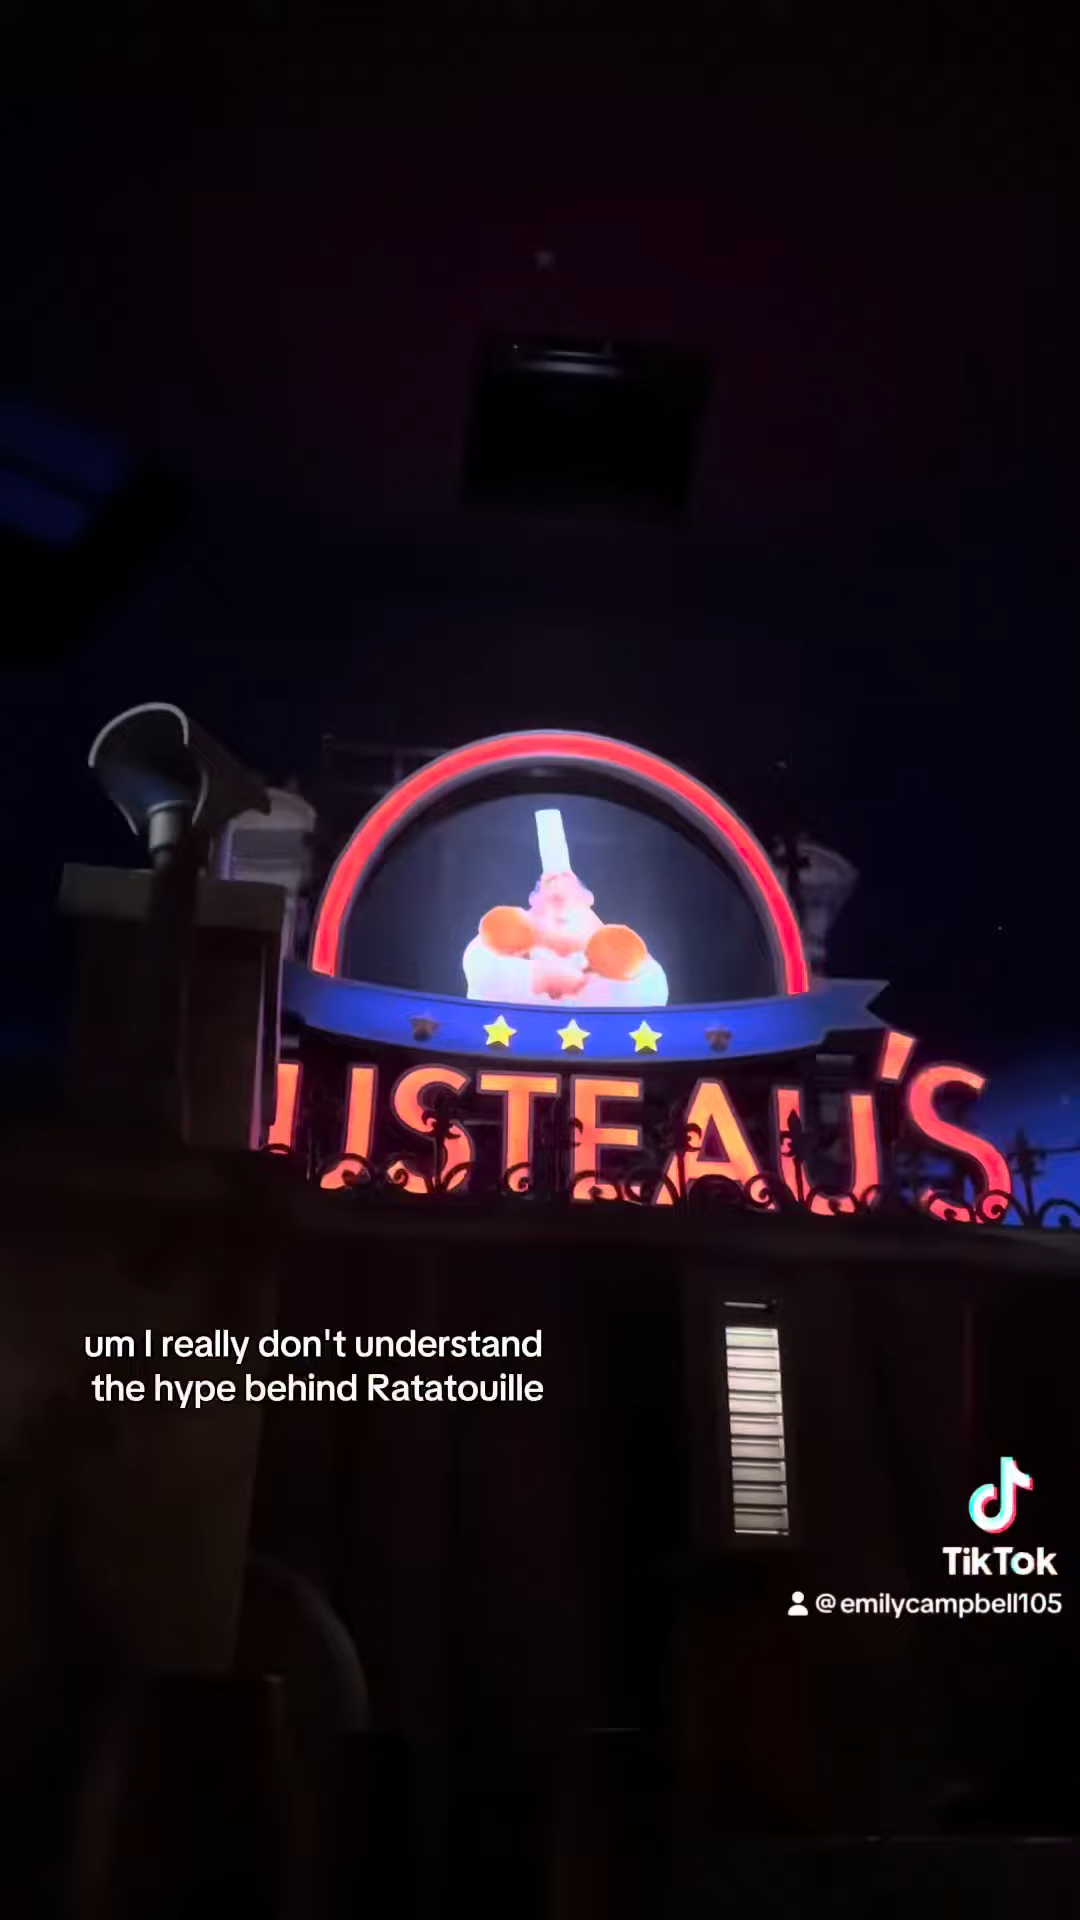 USTEAU'S
um I really don't understand
the hype behind Ratatouille
TikTok
@emilycampbell105